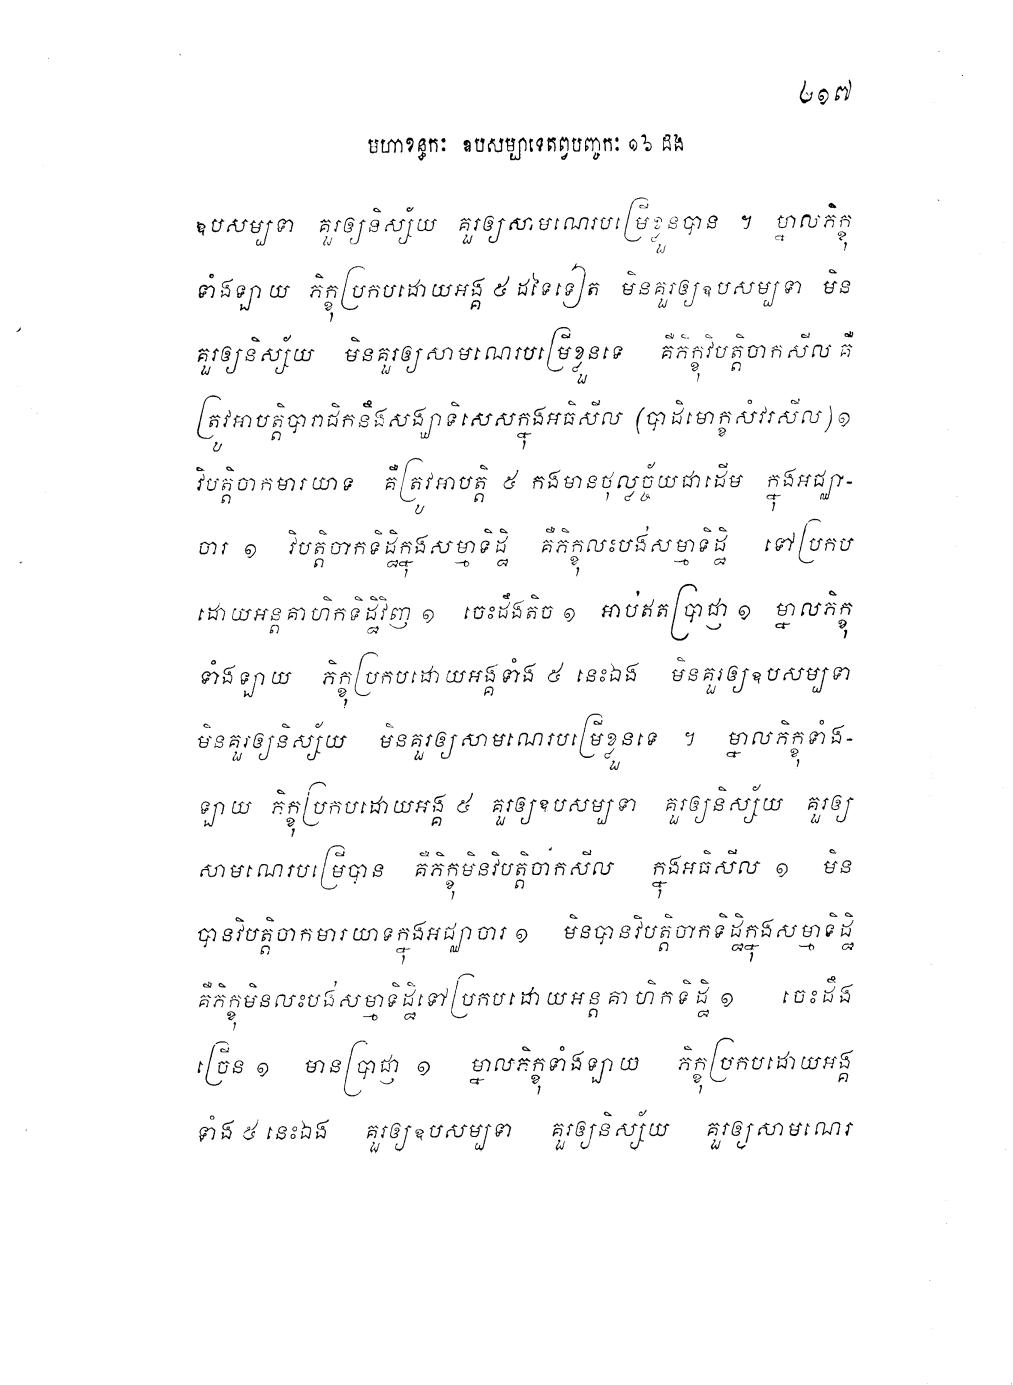 ៤១៧
មហាខន្ធកៈ ឧបសម្បាទេតព្វបញ្ចកៈ ១៦ ដង
ឧបសម្បទា គួរឲ្យនិស្ស័យ គួរឲ្យសាមណេរបម្រើខ្លួនបាន ។ ម្នាលភិក្ខុ
ទាំងឡាយ ភិក្ខុប្រកបដោយអង្គ ៥ ដទៃទៀត មិនគួរឲ្យឧបសម្បទា មិន
គួរឲ្យនិស្ស័យ មិនគួរឲ្យសាមណេរបម្រើខ្លួនទេ គឺភិក្ខុវិបត្តិចាកសីល គឺ
ត្រូវអាបត្តិបារាជិកនឹងសង្ឃាទិសេសក្នុងអធិសីល (បាដិមោក្ខសំវរសីល) ១
វិបត្តិចាកមារយាទ គឺត្រូវអាបត្តិ ៥ កងមានថុល្លច្ច័យជាដើម ក្នុងអជ្ឈា-
ចារ ១ វិបត្តិចាកទិដ្ឋិក្នុងសម្មាទិដ្ឋិ គឺភិក្ខុលះបង់សម្មាទិដ្ឋិ ទៅប្រកប
ដោយអន្តគាហិកទិដ្ឋិវិញ ១ ចេះដឹងតិច ១ អាប់ឥតប្រាជ្ញា ១ ម្នាលភិក្ខុ
ទាំងឡាយ ភិក្ខុប្រកបដោយអង្គទាំង ៥ នេះឯង មិនគួរឲ្យឧបសម្បទា
មិនគួរឲ្យនិស្ស័យ មិនគួរឲ្យសាមណេរបម្រើខ្លួនទេ ។ ម្នាលភិក្ខុទាំង-
ឡាយ ភិក្ខុប្រកបដោយអង្គ ៥ គួរឲ្យឧបសម្បទា គួរឲ្យនិស្ស័យ គួរឲ្យ
សាមណេរបម្រើបាន គឺភិក្ខុមិនវិបត្តិចាកសីល ក្នុងអធិសីល ១ មិន
បានវិបត្តិចាកមារយាទក្នុងអជ្ឈាចារ ១ មិនបានវិបត្តិចាកទិដ្ឋិក្នុងសម្មាទិដ្ឋិ
គឺភិក្ខុមិនលះបង់សម្មាទិដ្ឋិទៅប្រកបដោយអន្តគាហិកទិដ្ឋិ ១ ចេះដឹង
ច្រើន ១ មានប្រាជ្ញា ១ ម្នាលភិក្ខុទាំងឡាយ ភិក្ខុប្រកបដោយអង្គ
ទាំង ៥ នេះឯង គួរឲ្យឧបសម្បទា គួរឲ្យនិស្ស័យ គួរឲ្យសាមណេរ